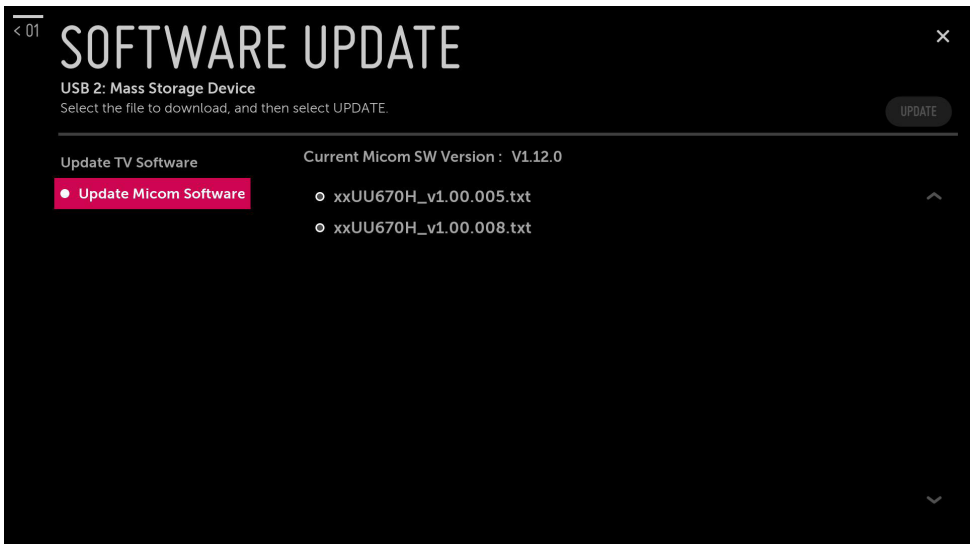 < 01
SOFTWARE UPDATE
USB 2: Mass Storage Device
Select the file to download, and then select UPDATE.
UPDATE
Update TV Software
Update Micom Software
Current Micom SW Version : V1.12.0
xxUU670H_v1.00.005.txt
xxUU670H_v1.00.008.txt